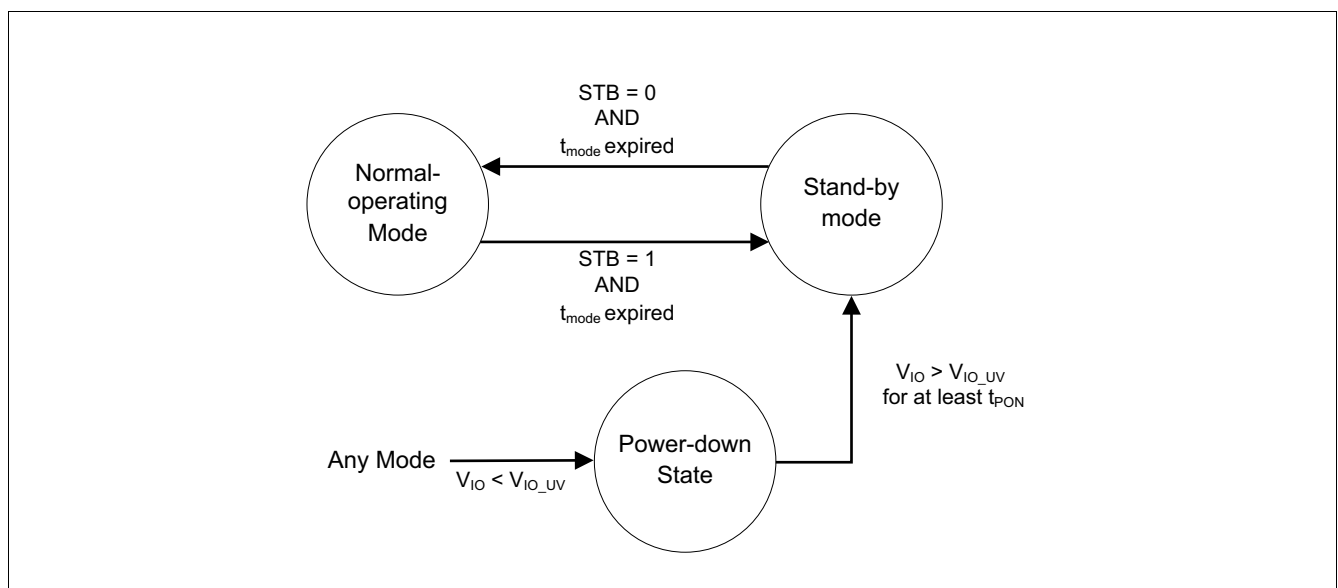 STB = 0
AND
tmode expired
Normal-
operating
Mode
Stand-by
mode
STB = 1
AND
tmode expired
VIO > VIO_UV
for at least tPON
Power-down
State
Any Mode
VIO < VIO_UV